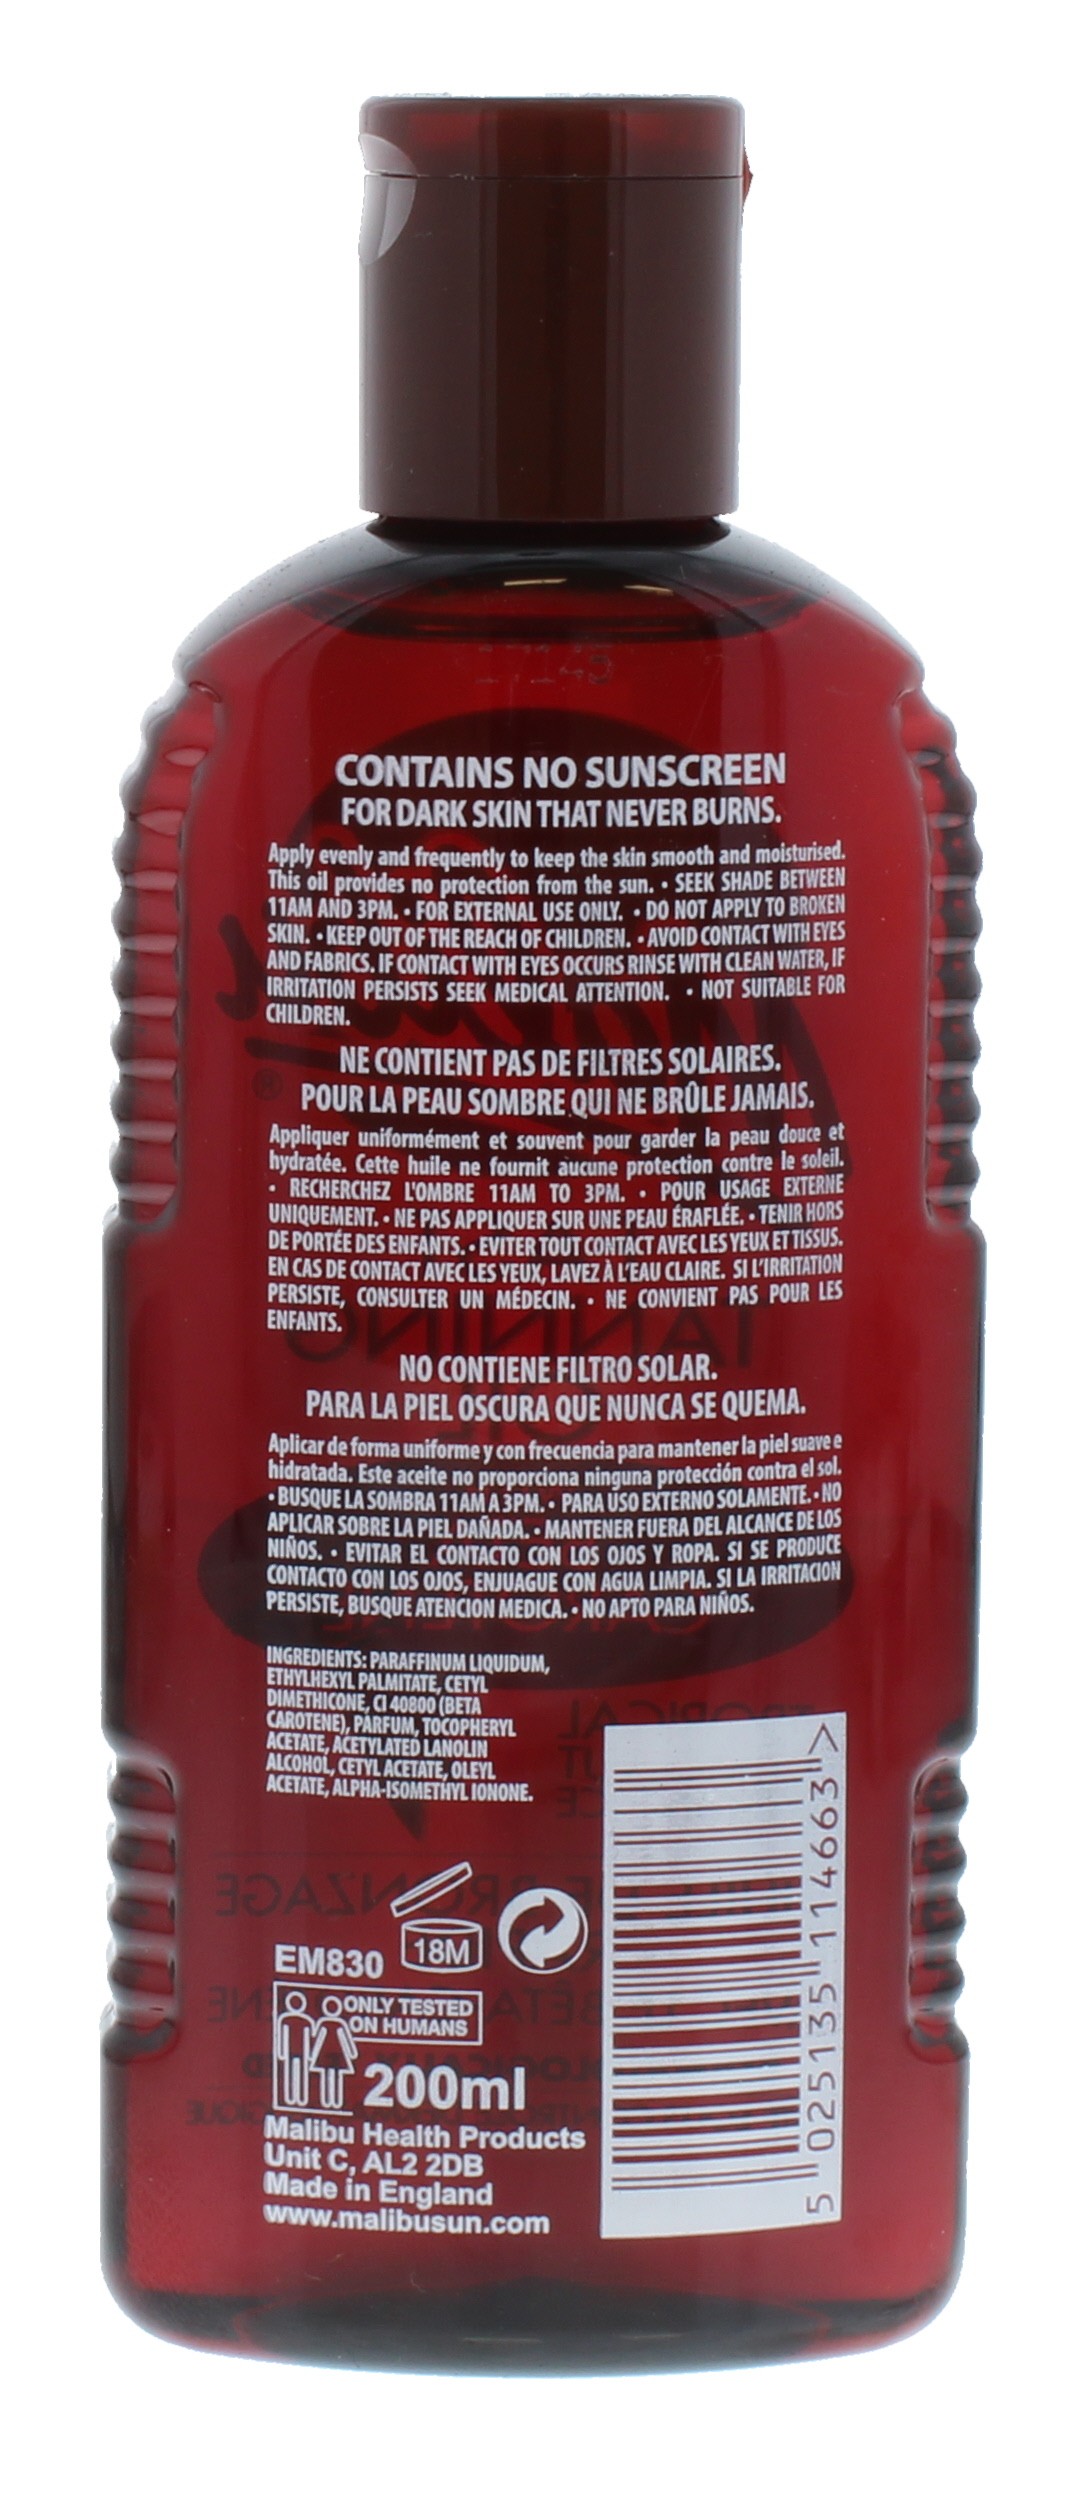 CONTAINS NO SUNSCREEN
FOR DARK SKIN THAT NEVER BURNS.
Apply evenly and frequently to keep the skin smooth and moisturised.
This oil provides no protection from the sun. • SEEK SHADE BETWEEN
11AM AND 3PM. • FOR EXTERNAL USE ONLY. • DO NOT APPLY TO BROKEN
SKIN. • KEEP OUT OF THE REACH OF CHILDREN. • AVOID CONTACT WITH EYES
AND FABRICS. IF CONTACT WITH EYES OCCURS RINSE WITH CLEAN WATER, IF
IRRITATION PERSISTS SEEK MEDICAL ATTENTION. • NOT SUITABLE FOR
CHILDREN.
NE CONTIENT PAS DE FILTRES SOLAIRES.
POUR LA PEAU SOMBRE QUI NE BRÛLE JAMAIS.
Appliquer uniformément et souvent pour garder la peau douce et
hydratée. Cette huile ne fournit aucune protection contre le soleil.
• RECHERCHEZ L'OMBRE 11AM TO 3PM. • POUR USAGE EXTERNE
UNIQUEMENT. • NE PAS APPLIQUER SUR UNE PEAU ÉRAFLÉE. • TENIR HORS
DE PORTÉE DES ENFANTS. • EVITER TOUT CONTACT AVEC LES YEUX ET TISSUS.
EN CAS DE CONTACT AVEC LES YEUX, LAVEZ À L'EAU CLAIRE. SI L'IRRITATION
PERSISTE, CONSULTER UN MÉDECIN. • NE CONVIENT PAS POUR LES
ENFANTS.
NO CONTIENE FILTRO SOLAR.
PARA LA PIEL OSCURA QUE NUNCA SE QUEMA.
Aplicar de forma uniforme y con frecuencia para mantener la piel suave e
hidratada. Este aceite no proporciona ninguna protección contra el sol.
• BUSQUE LA SOMBRA 11AM A 3PM. • PARA USO EXTERNO SOLAMENTE. • NO
APLICAR SOBRE LA PIEL DAÑADA. • MANTENER FUERA DEL ALCANCE DE LOS
NIÑOS. • EVITAR EL CONTACTO CON LOS OJOS Y ROPA. SI SE PRODUCE
CONTACTO CON LOS OJOS, ENJUAGUE CON AGUA LIMPIA. SI LA IRRITACION
PERSISTE, BUSQUE ATENCION MEDICA. • NO APTO PARA NIÑOS.
INGREDIENTS: PARAFFINUM LIQUIDUM,
ETHYLHEXYL PALMITATE, CETYL
DIMETHICONE, CI 40800 (BETA
CAROTENE), PARFUM, TOCOPHERYL
ACETATE, ACETYLATED LANOLIN
ALCOHOL, CETYL ACETATE, OLEYL
ACETATE, ALPHA-ISOMETHYL IONONE.
18M
EM830
ONLY TESTED
ON HUMANS
200ml
Malibu Health Products
Unit C, AL2 2DB
Made in England
www.malibusun.com
5 025135 114663 >